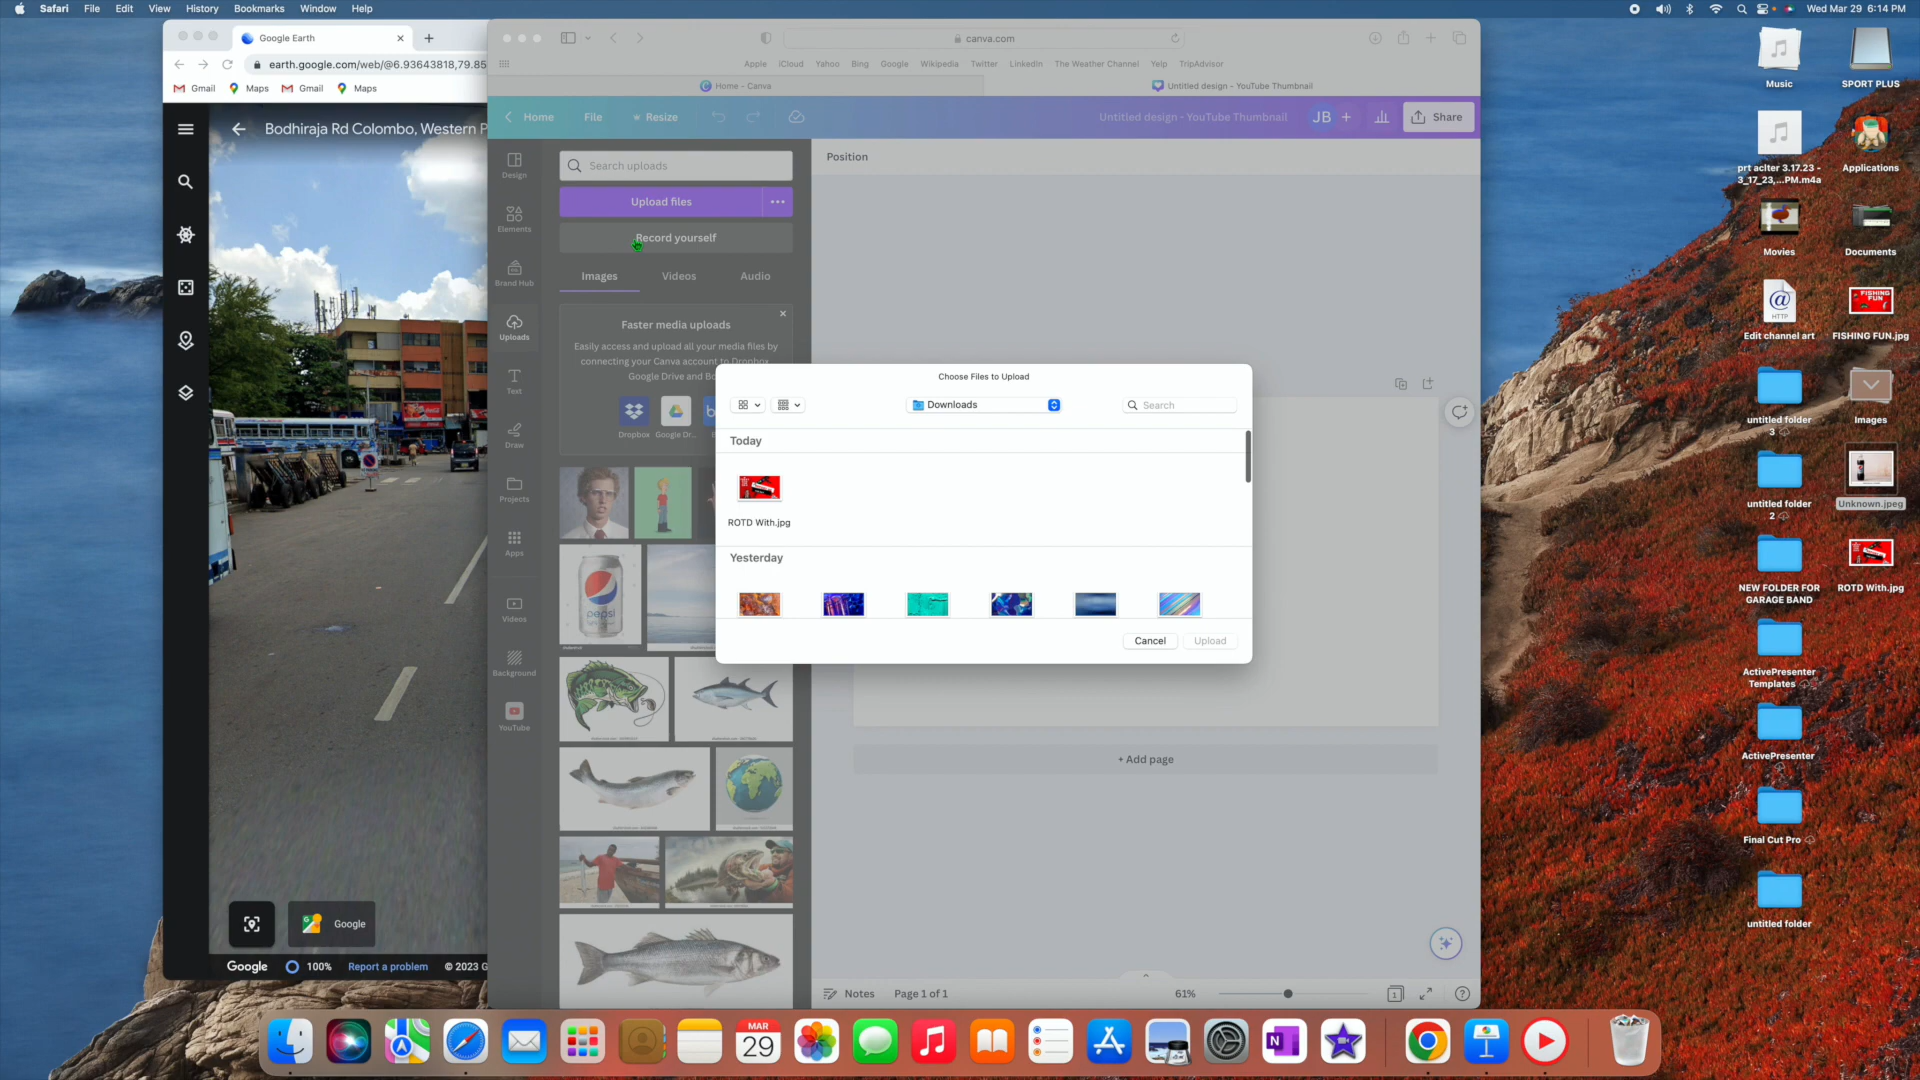 Safari File Edit View History Bookmarks Window Help
Wed Mar 29 6:14 PM
Google Earth
earth.google.com/web/@6.93643818,79.85
Gmail Maps Gmail Maps
Bodhiraja Rd Colombo, Western P
Google
Google 100% Report a problem © 2023 G
canva.com
Apple iCloud Yahoo Bing Google Wikipedia Twitter LinkedIn The Weather Channel Yelp TripAdvisor
Home - Canva
Untitled design - YouTube Thumbnail
Home File Resize
Untitled design - YouTube Thumbnail
JB
Share
Design
Elements
Brand Hub
Uploads
Text
Draw
Projects
Apps
Videos
Background
YouTube
Search uploads
Upload files
Record yourself
Images Videos Audio
Faster media uploads
Easily access and upload all your media files by
connecting your Canva account to Dropbox,
Google Drive and Bo
Dropbox Google Dr...
pepsi
Position
Choose Files to Upload
Downloads
Search
Today
ROTD With.jpg
Yesterday
Cancel Upload
+ Add page
Notes Page 1 of 1
61%
1
Music
SPORT PLUS
prt aclter 3.17.23 -
3_17_23,...PM.m4a
Applications
Movies
Documents
HTTP
Edit channel art
FISHING
FUN
FISHING FUN.jpg
untitled folder
3
Images
untitled folder
2
Unknown.jpeg
NEW FOLDER FOR
GARAGE BAND
ROTD With.jpg
ActivePresenter
Templates
ActivePresenter
Final Cut Pro
untitled folder
MAR
29